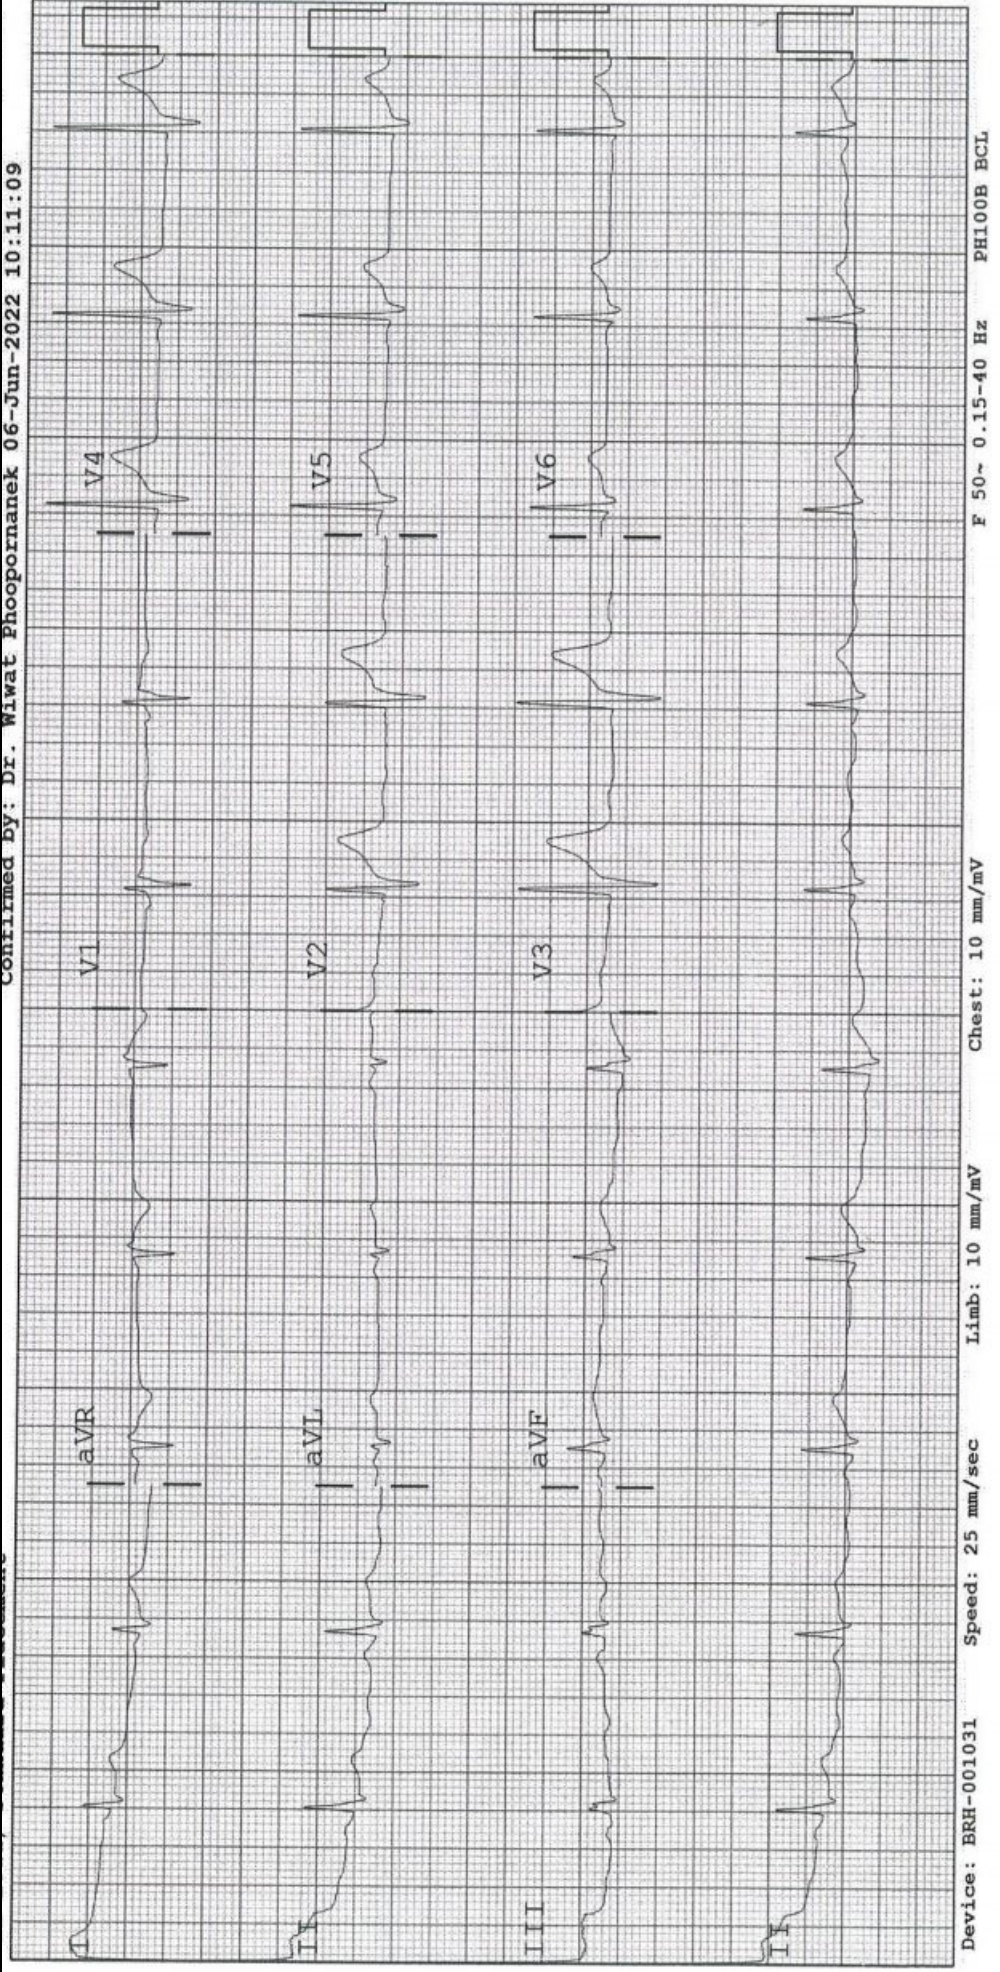 Confirmed by: Dr. Wiwat Phoopornanek 06-Jun-2022 10:11:09
I aVR V1 V4
II aVL V2 V5
III aVF V3 V6
II
Device: BRH-001031 Speed: 25 mm/sec Limb: 10 mm/mV Chest: 10 mm/mV F 50~ 0.15-40 Hz PH100B BCL